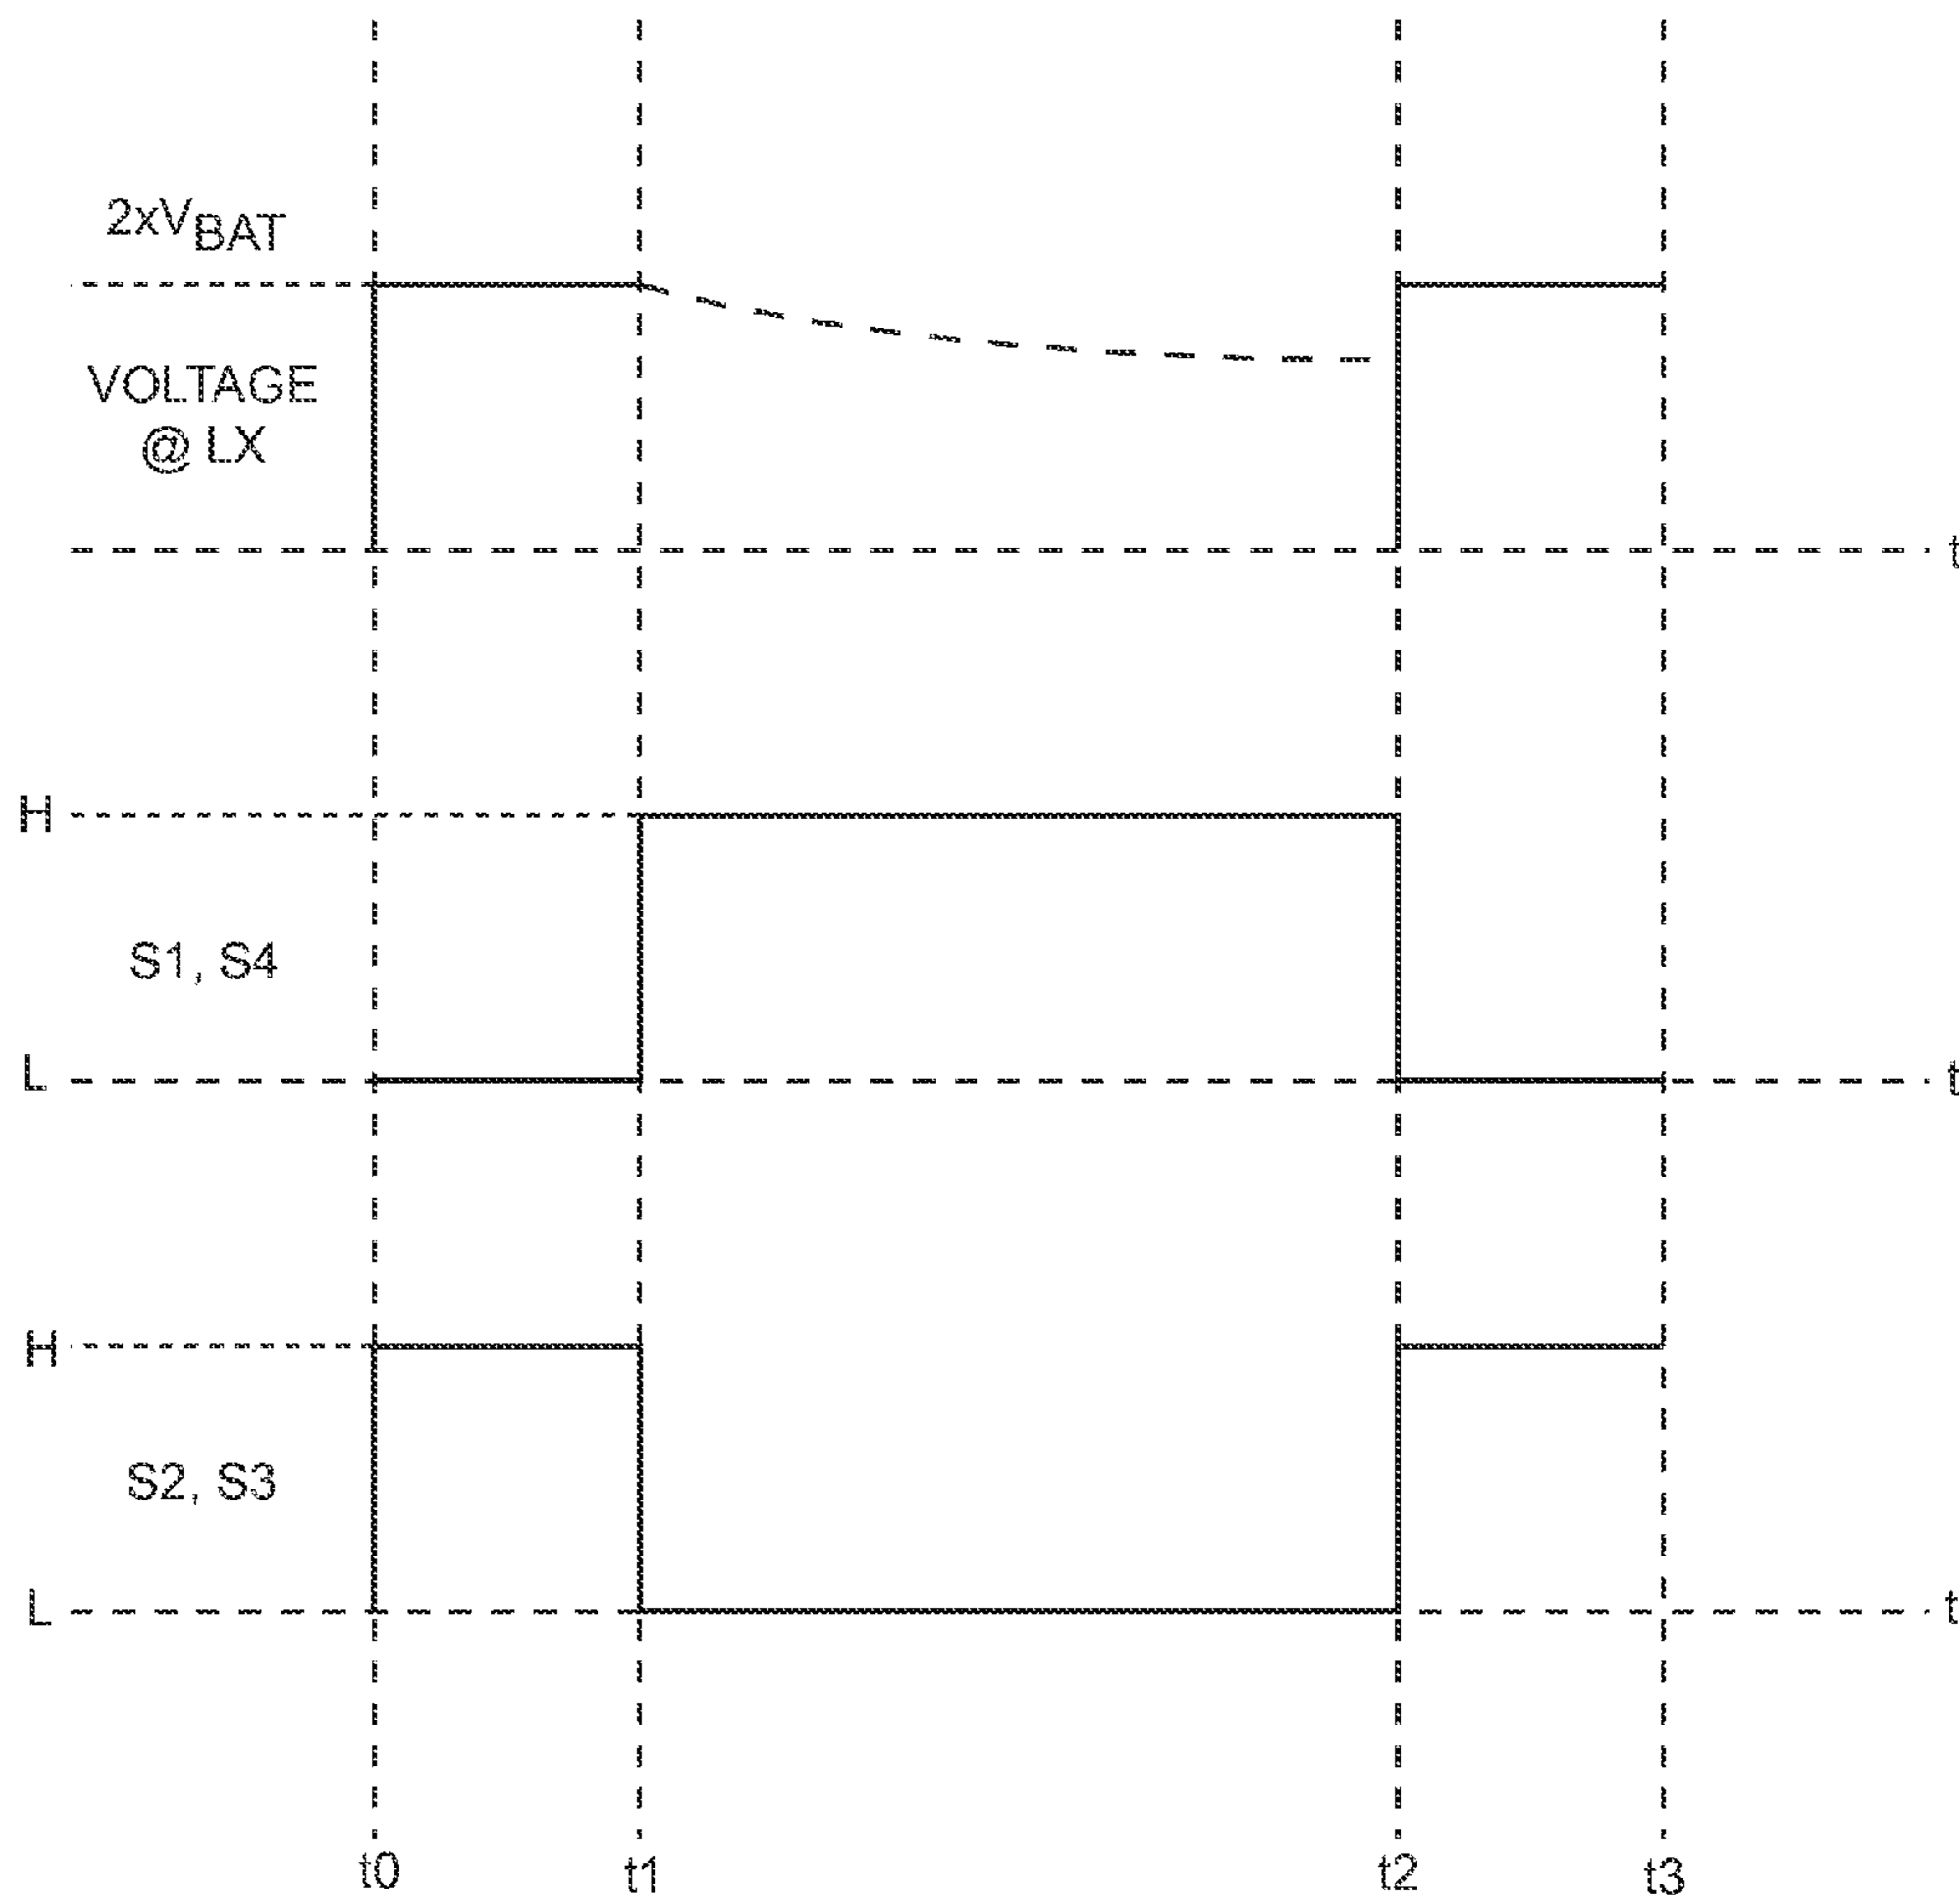 2xVBAT
VOLTAGE
@ LX
t
H
S1, S4
L
t
H
S2, S3
L
t
t0
t1
t2
t3